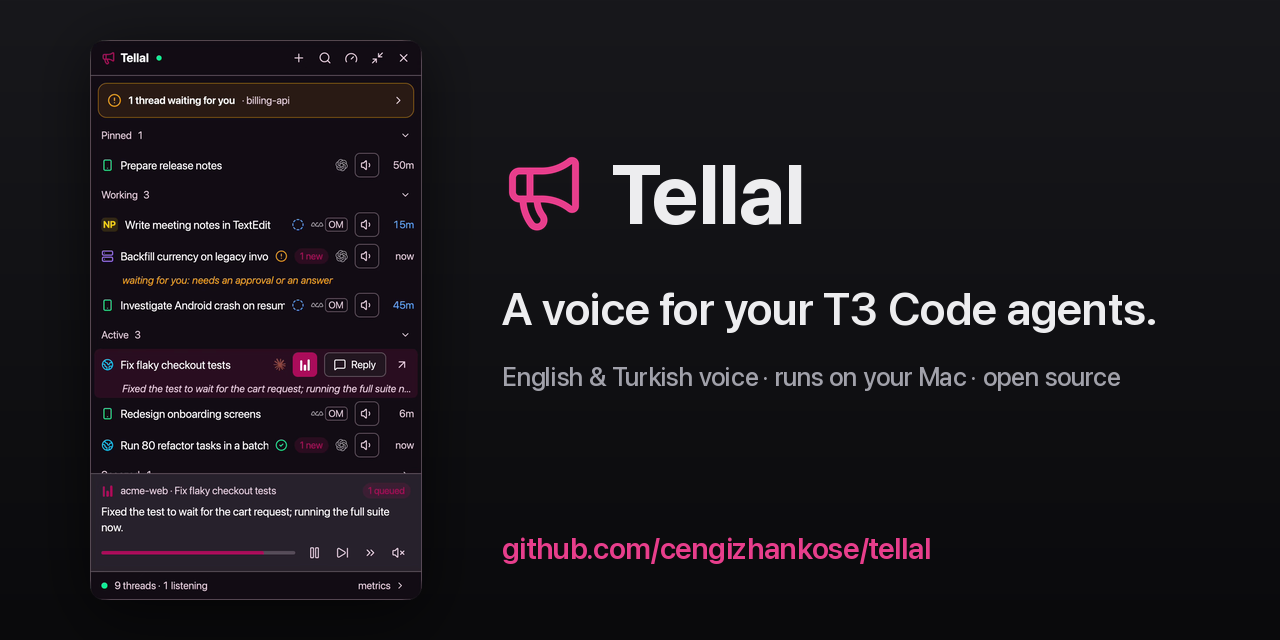 Tellal
1 thread waiting for you · billing-api
Pinned 1
Prepare release notes 50m
Working 3
NP Write meeting notes in TextEdit OM 15m
Backfill currency on legacy invo 1 new now
waiting for you: needs an approval or an answer
Investigate Android crash on resum OM 45m
Active 3
Fix flaky checkout tests Reply
Fixed the test to wait for the cart request; running the full suite n...
Redesign onboarding screens OM 6m
Run 80 refactor tasks in a batch 1 new now
acme-web · Fix flaky checkout tests 1 queued
Fixed the test to wait for the cart request; running the full suite
now.
9 threads · 1 listening metrics
Tellal
A voice for your T3 Code agents.
English & Turkish voice · runs on your Mac · open source
github.com/cengizhankose/tellal